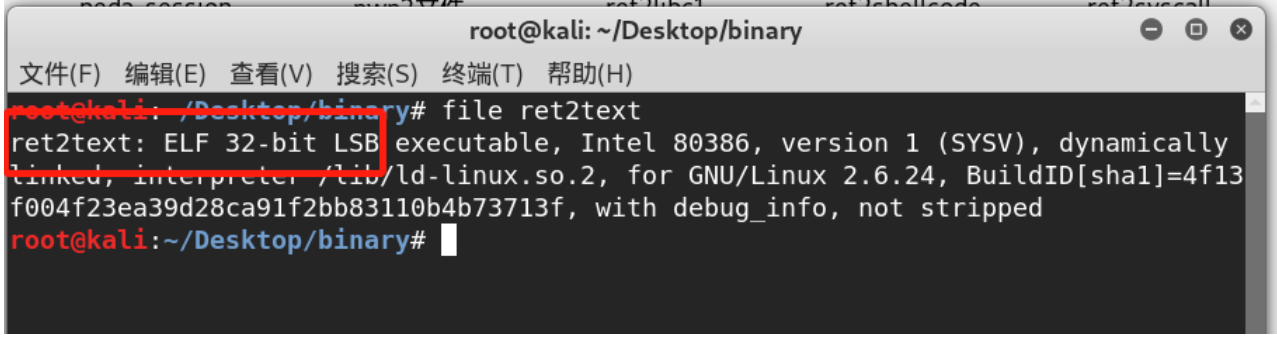 root@kali: ~/Desktop/binary
文件(F) 编辑(E) 查看(V) 搜索(S) 终端(T) 帮助(H)
root@kali:~/Desktop/binary# file ret2text
ret2text: ELF 32-bit LSB executable, Intel 80386, version 1 (SYSV), dynamically
linked, interpreter /lib/ld-linux.so.2, for GNU/Linux 2.6.24, BuildID[sha1]=4f13
f004f23ea39d28ca91f2bb83110b4b73713f, with debug_info, not stripped
root@kali:~/Desktop/binary#